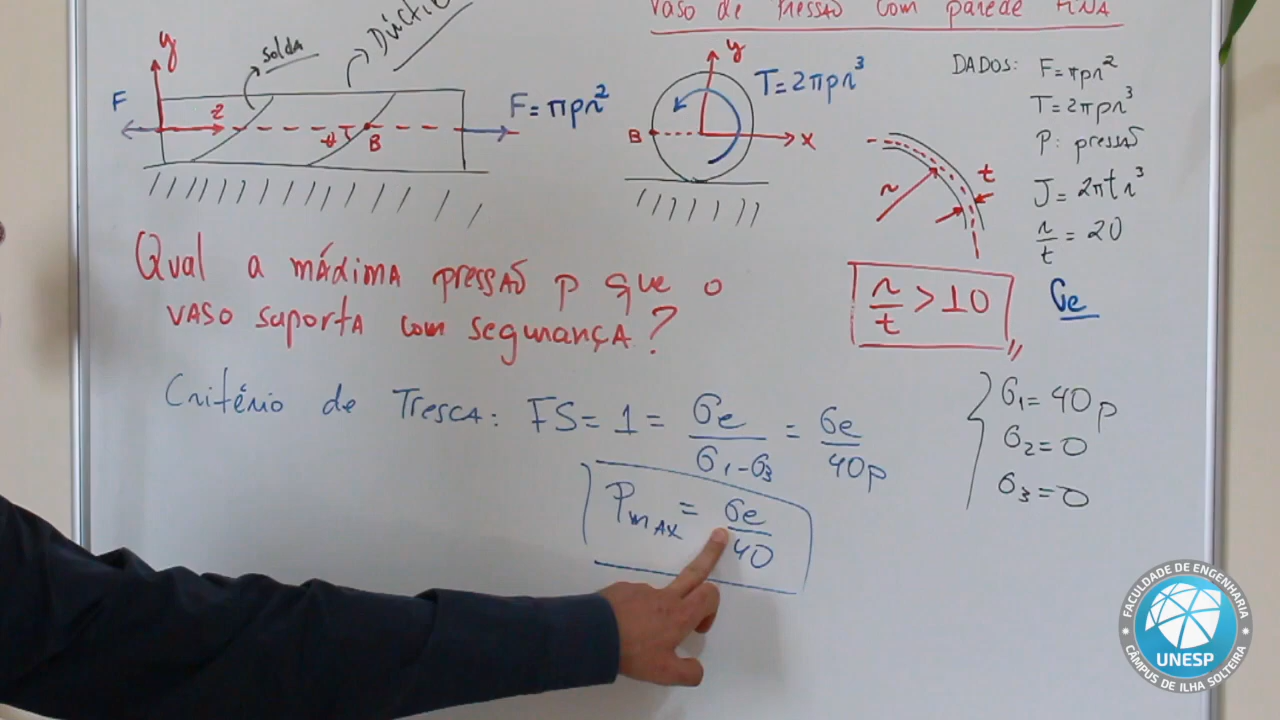 vaso de Pressão com parede FINA
y
solda
Dúctil
F
z
B
F = πpr²
y
T = 2πpr³
B
x
DADOS: F = πpr²
T = 2πpr³
P: pressão
J = 2πtr³
r/t = 20
r
t
r/t > 10
σe
Qual a máxima pressão p que o
vaso suporta com segurança?
Critério de Tresca: FS = 1 = σe/(σ1-σ3) = σe/40p
Pmax = σe/40
σ1 = 40p
σ2 = 0
σ3 = 0
FACULDADE DE ENGENHARIA
UNESP
CÂMPUS DE ILHA SOLTEIRA